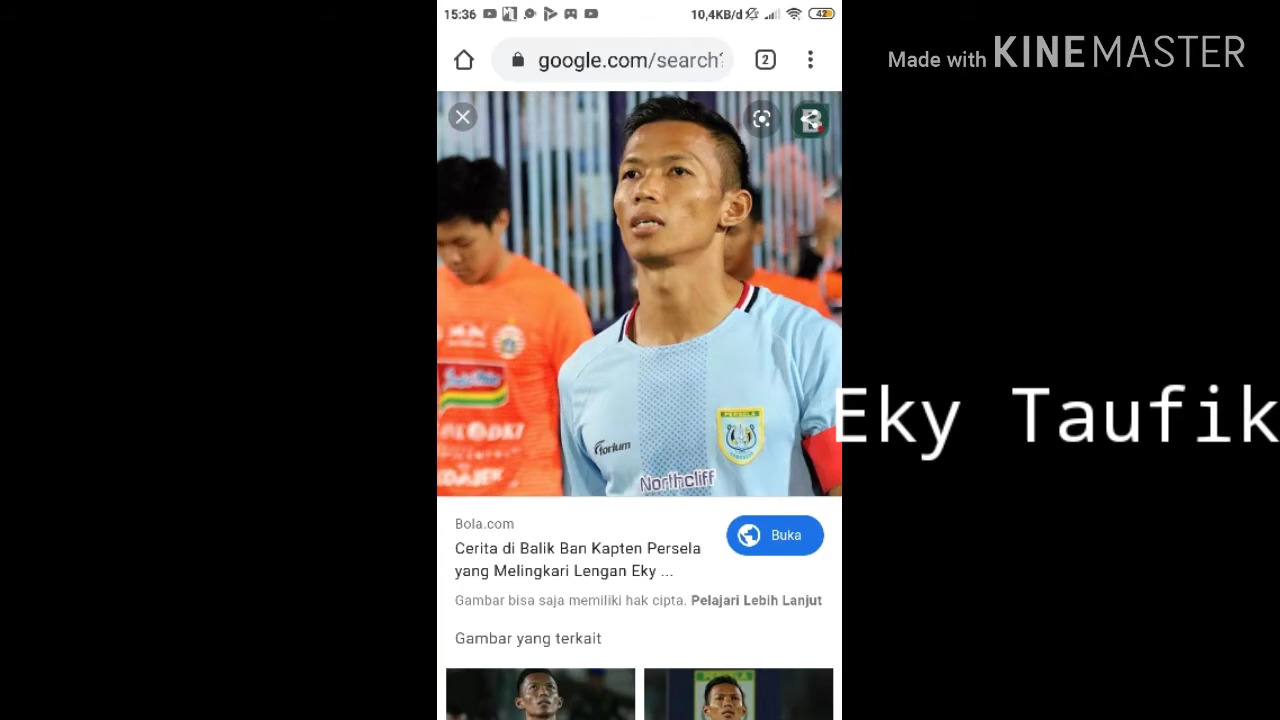 15:36
10,4KB/d
42
Made with KINEMASTER
google.com/search?
2
PERSELA
forium
Northcliff
Eky Taufik
Bola.com
Cerita di Balik Ban Kapten Persela
yang Melingkari Lengan Eky ...
Buka
Gambar bisa saja memiliki hak cipta. Pelajari Lebih Lanjut
Gambar yang terkait